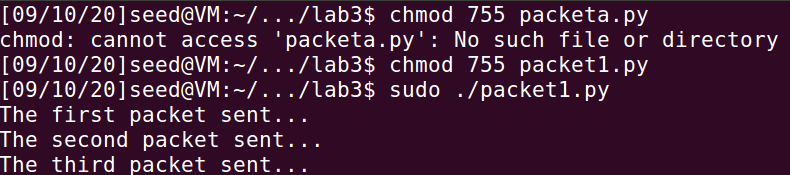 [09/10/20]seed@VM:~/.../lab3$ chmod 755 packeta.py
chmod: cannot access 'packeta.py': No such file or directory
[09/10/20]seed@VM:~/.../lab3$ chmod 755 packet1.py
[09/10/20]seed@VM:~/.../lab3$ sudo ./packet1.py
The first packet sent...
The second packet sent...
The third packet sent...